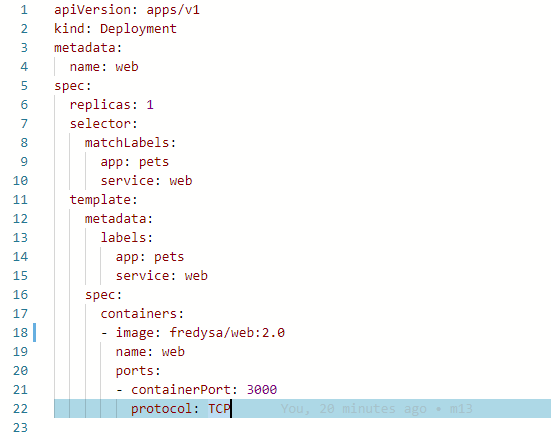 1 apiVersion: apps/v1
2 kind: Deployment
3 metadata:
4   name: web
5 spec:
6   replicas: 1
7   selector:
8     matchLabels:
9       app: pets
10       service: web
11   template:
12     metadata:
13       labels:
14         app: pets
15         service: web
16     spec:
17       containers:
18       - image: fredysa/web:2.0
19         name: web
20         ports:
21         - containerPort: 3000
22           protocol: TCP You, 20 minutes ago • m13
23